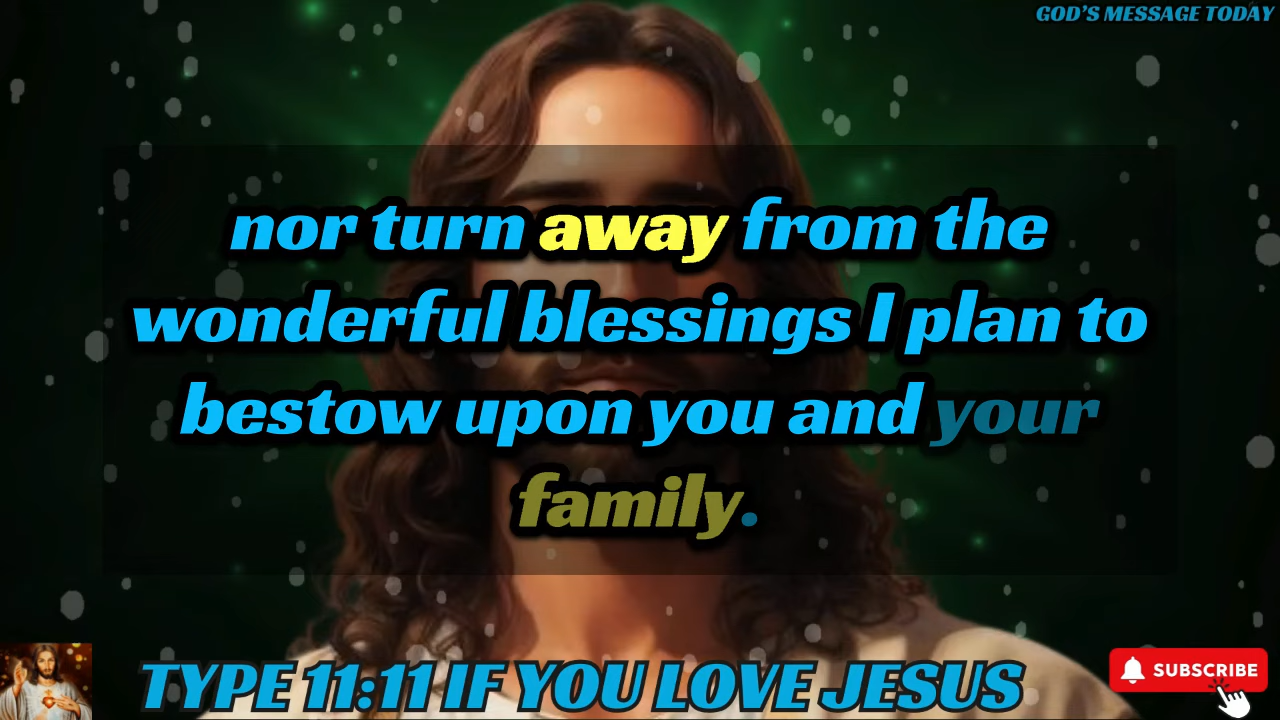 GOD'S MESSAGE TODAY
nor turn away from the
wonderful blessings I plan to
bestow upon you and your
family.
TYPE 11:11 IF YOU LOVE JESUS
SUBSCRIBE